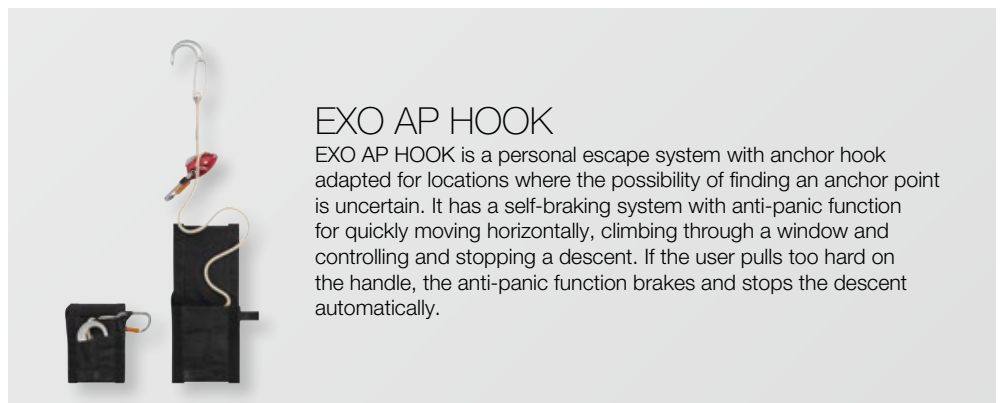 EXO AP HOOK
EXO AP HOOK is a personal escape system with anchor hook
adapted for locations where the possibility of finding an anchor point
is uncertain. It has a self-braking system with anti-panic function
for quickly moving horizontally, climbing through a window and
controlling and stopping a descent. If the user pulls too hard on
the handle, the anti-panic function brakes and stops the descent
automatically.